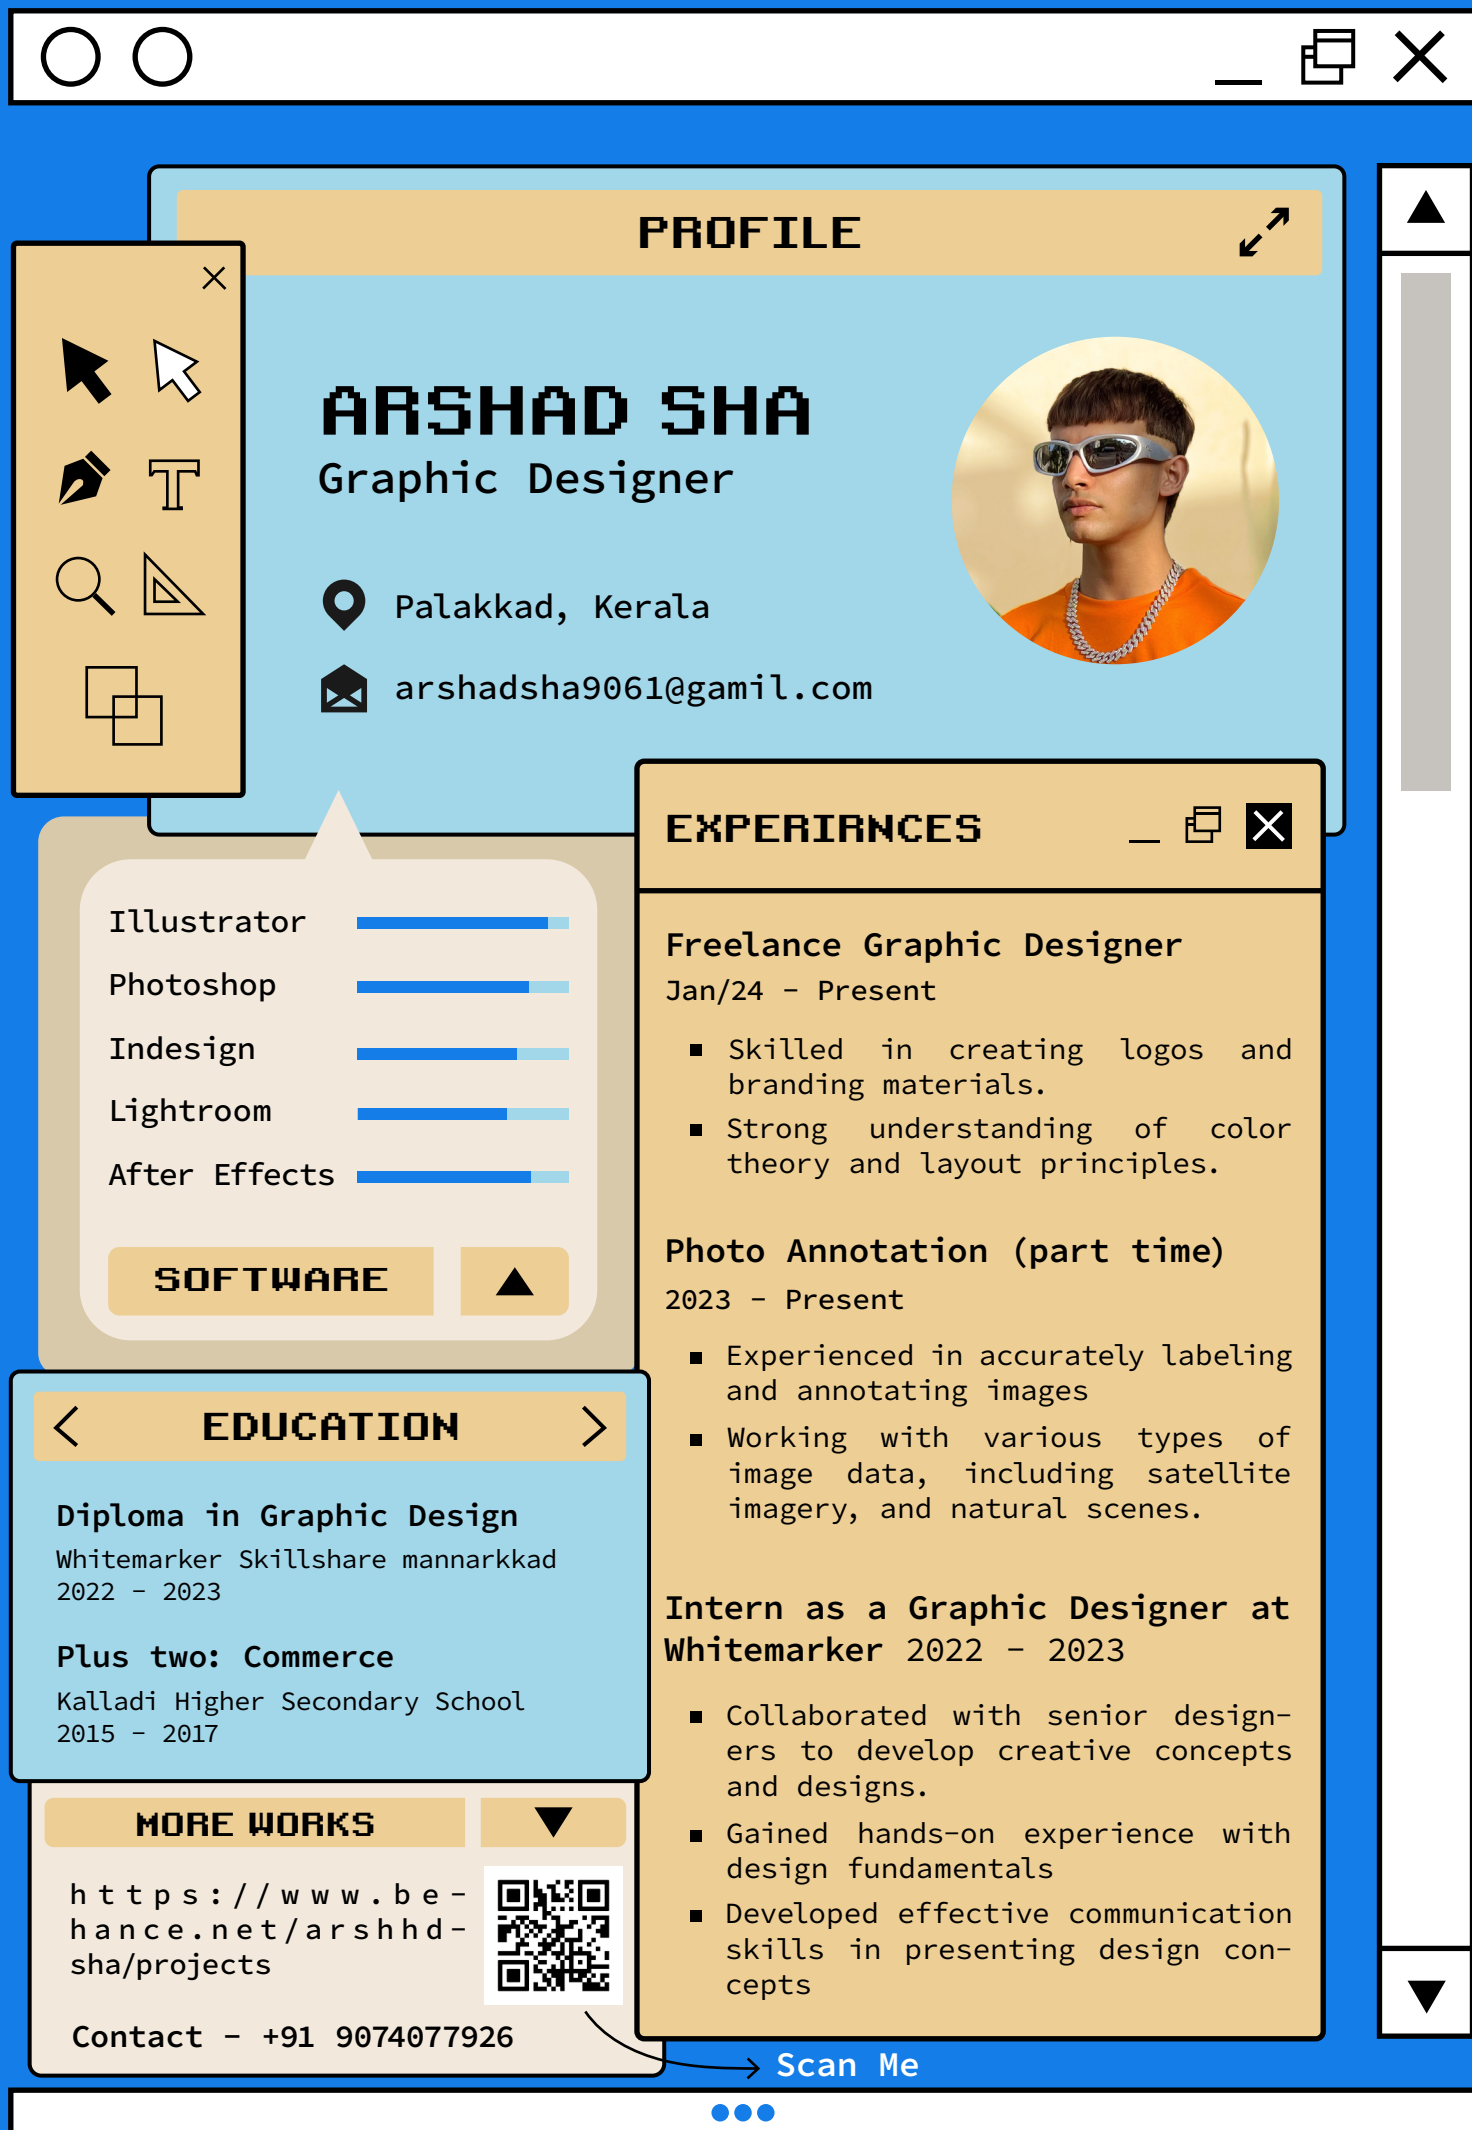 PROFILE
ARSHAD SHA
Graphic Designer
Palakkad, Kerala
arshadsha9061@gamil.com
Illustrator
Photoshop
Indesign
Lightroom
After Effects
SOFTWARE
EDUCATION
Diploma in Graphic Design
Whitemarker Skillshare mannarkkad
2022 - 2023
Plus two: Commerce
Kalladi Higher Secondary School
2015 - 2017
MORE WORKS
https://www.be-
hance.net/arshhd-
sha/projects
Contact - +91 9074077926
Scan Me
EXPERIRNCES
Freelance Graphic Designer
Jan/24 - Present
▪ Skilled in creating logos and
branding materials.
▪ Strong understanding of color
theory and layout principles.
Photo Annotation (part time)
2023 - Present
▪ Experienced in accurately labeling
and annotating images
▪ Working with various types of
image data, including satellite
imagery, and natural scenes.
Intern as a Graphic Designer at
Whitemarker 2022 - 2023
▪ Collaborated with senior design-
ers to develop creative concepts
and designs.
▪ Gained hands-on experience with
design fundamentals
▪ Developed effective communication
skills in presenting design con-
cepts